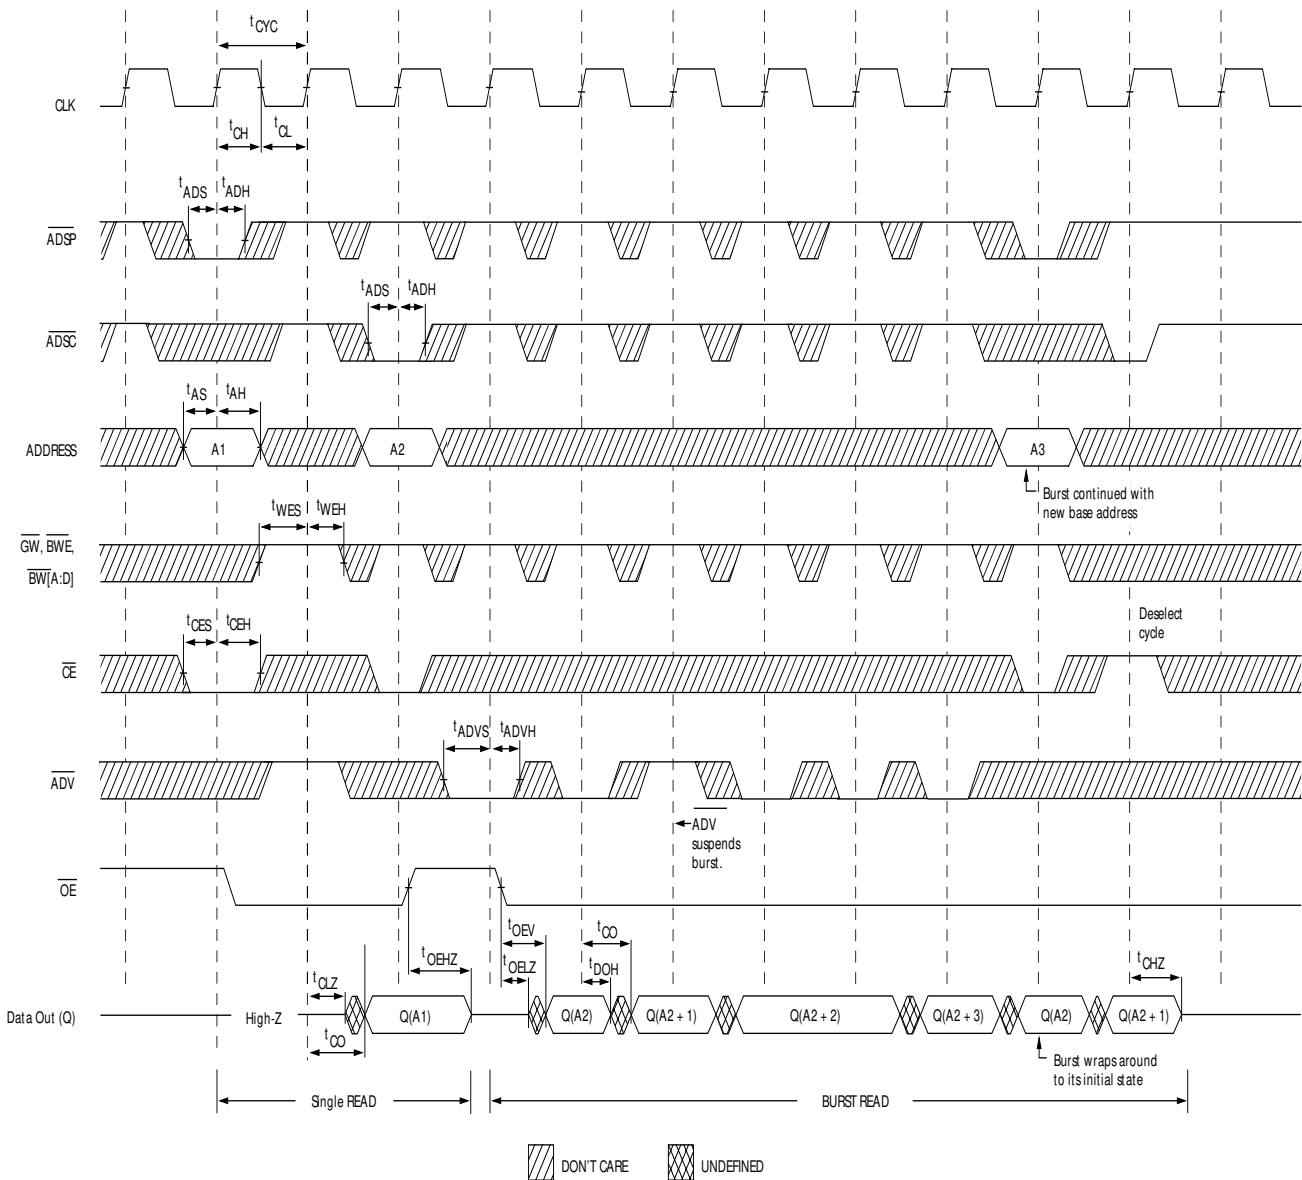 tCYC
CLK
tCH
tCL
tADS
tADH
ADSP
tADS
tADH
ADSC
tAS
tAH
ADDRESS
A1
A2
A3
Burst continued with
new base address
tWES
tWEH
GW, BWE,
BW[A:D]
tCES
tCEH
Deselect
cycle
CE
tADVS
tADVH
ADV
ADV
suspends
burst.
OE
tOEV
tCO
tOEHZ
tOELZ
tDOH
tCHZ
tCLZ
Data Out (Q)
High-Z
Q(A1)
Q(A2)
Q(A2 + 1)
Q(A2 + 2)
Q(A2 + 3)
Q(A2)
Q(A2 + 1)
tCO
Burst wraps around
to its initial state
Single READ
BURST READ
DON'T CARE
UNDEFINED